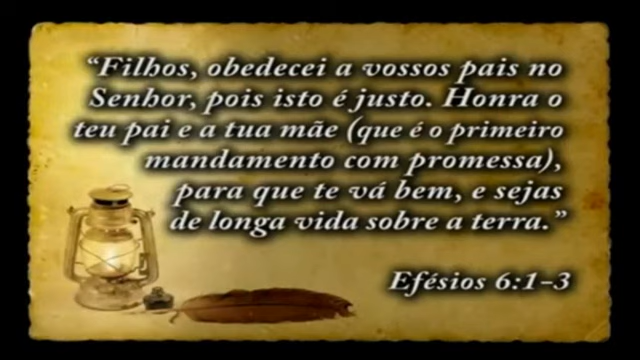 “Filhos, obedecei a vossos pais no
Senhor, pois isto é justo. Honra o
teu pai e a tua mãe (que é o primeiro
mandamento com promessa),
para que te vá bem, e sejas
de longa vida sobre a terra.”
Efésios 6:1-3